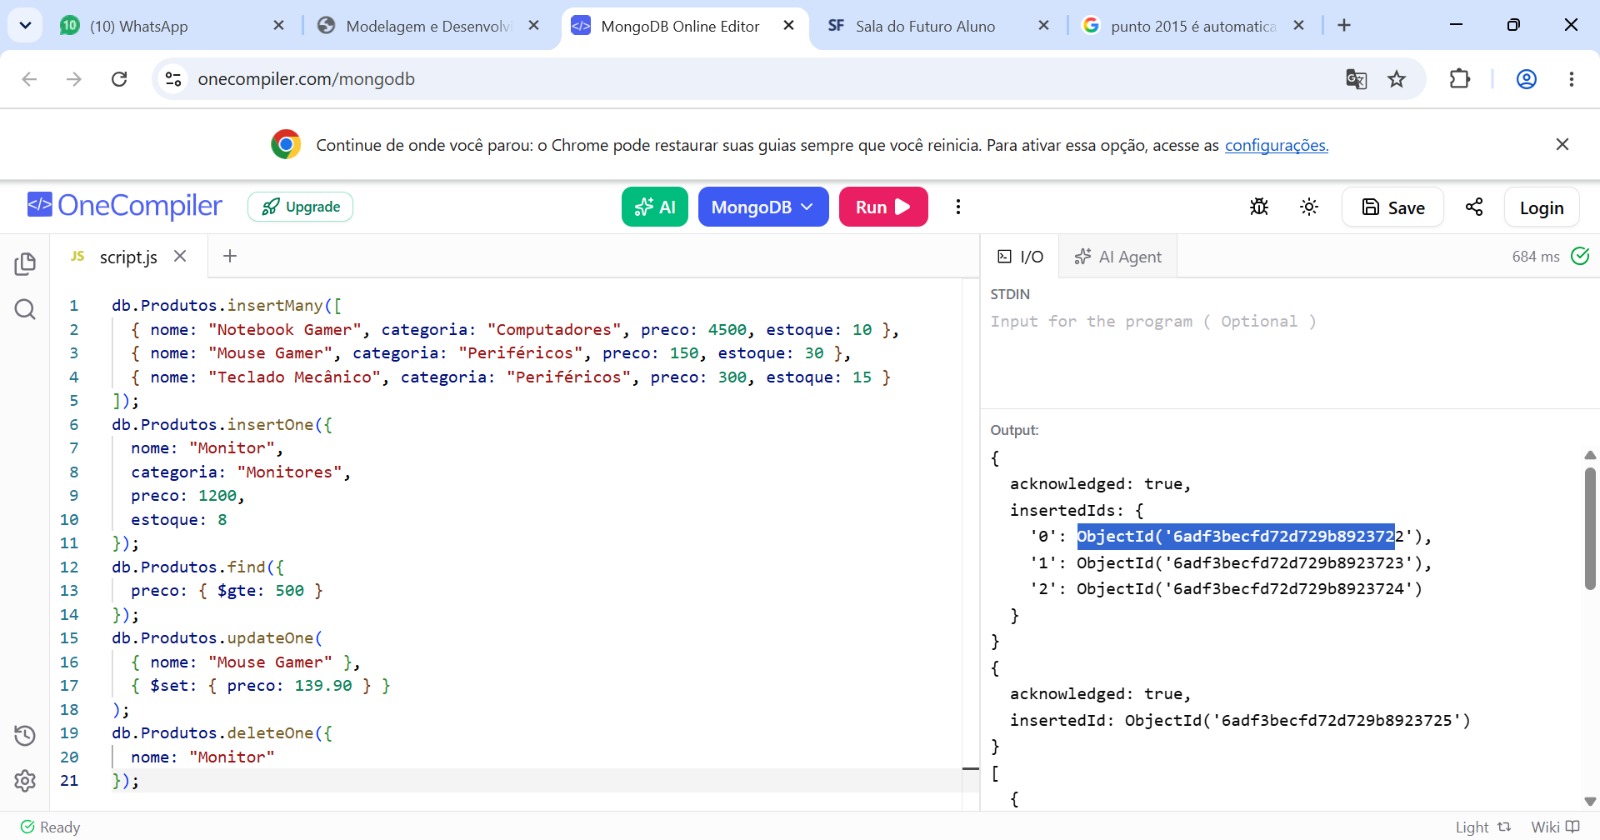 10 (10) WhatsApp
Modelagem e Desenvolvi
MongoDB Online Editor
SF Sala do Futuro Aluno
punto 2015 é automatica
onecompiler.com/mongodb
Continue de onde você parou: o Chrome pode restaurar suas guias sempre que você reinicia. Para ativar essa opção, acesse as configurações.
</> OneCompiler
Upgrade
AI
MongoDB
Run
Save
Login
JS script.js
I/O
AI Agent
684 ms
1 db.Produtos.insertMany([
2 { nome: "Notebook Gamer", categoria: "Computadores", preco: 4500, estoque: 10 },
3 { nome: "Mouse Gamer", categoria: "Periféricos", preco: 150, estoque: 30 },
4 { nome: "Teclado Mecânico", categoria: "Periféricos", preco: 300, estoque: 15 }
5 ]);
6 db.Produtos.insertOne({
7 nome: "Monitor",
8 categoria: "Monitores",
9 preco: 1200,
10 estoque: 8
11 });
12 db.Produtos.find({
13 preco: { $gte: 500 }
14 });
15 db.Produtos.updateOne(
16 { nome: "Mouse Gamer" },
17 { $set: { preco: 139.90 } }
18 );
19 db.Produtos.deleteOne({
20 nome: "Monitor"
21 });
STDIN
Input for the program ( Optional )
Output:
{
acknowledged: true,
insertedIds: {
'0': ObjectId('6adf3becfd72d729b8923722'),
'1': ObjectId('6adf3becfd72d729b8923723'),
'2': ObjectId('6adf3becfd72d729b8923724')
}
}
{
acknowledged: true,
insertedId: ObjectId('6adf3becfd72d729b8923725')
}
[
{
Ready
Light
Wiki